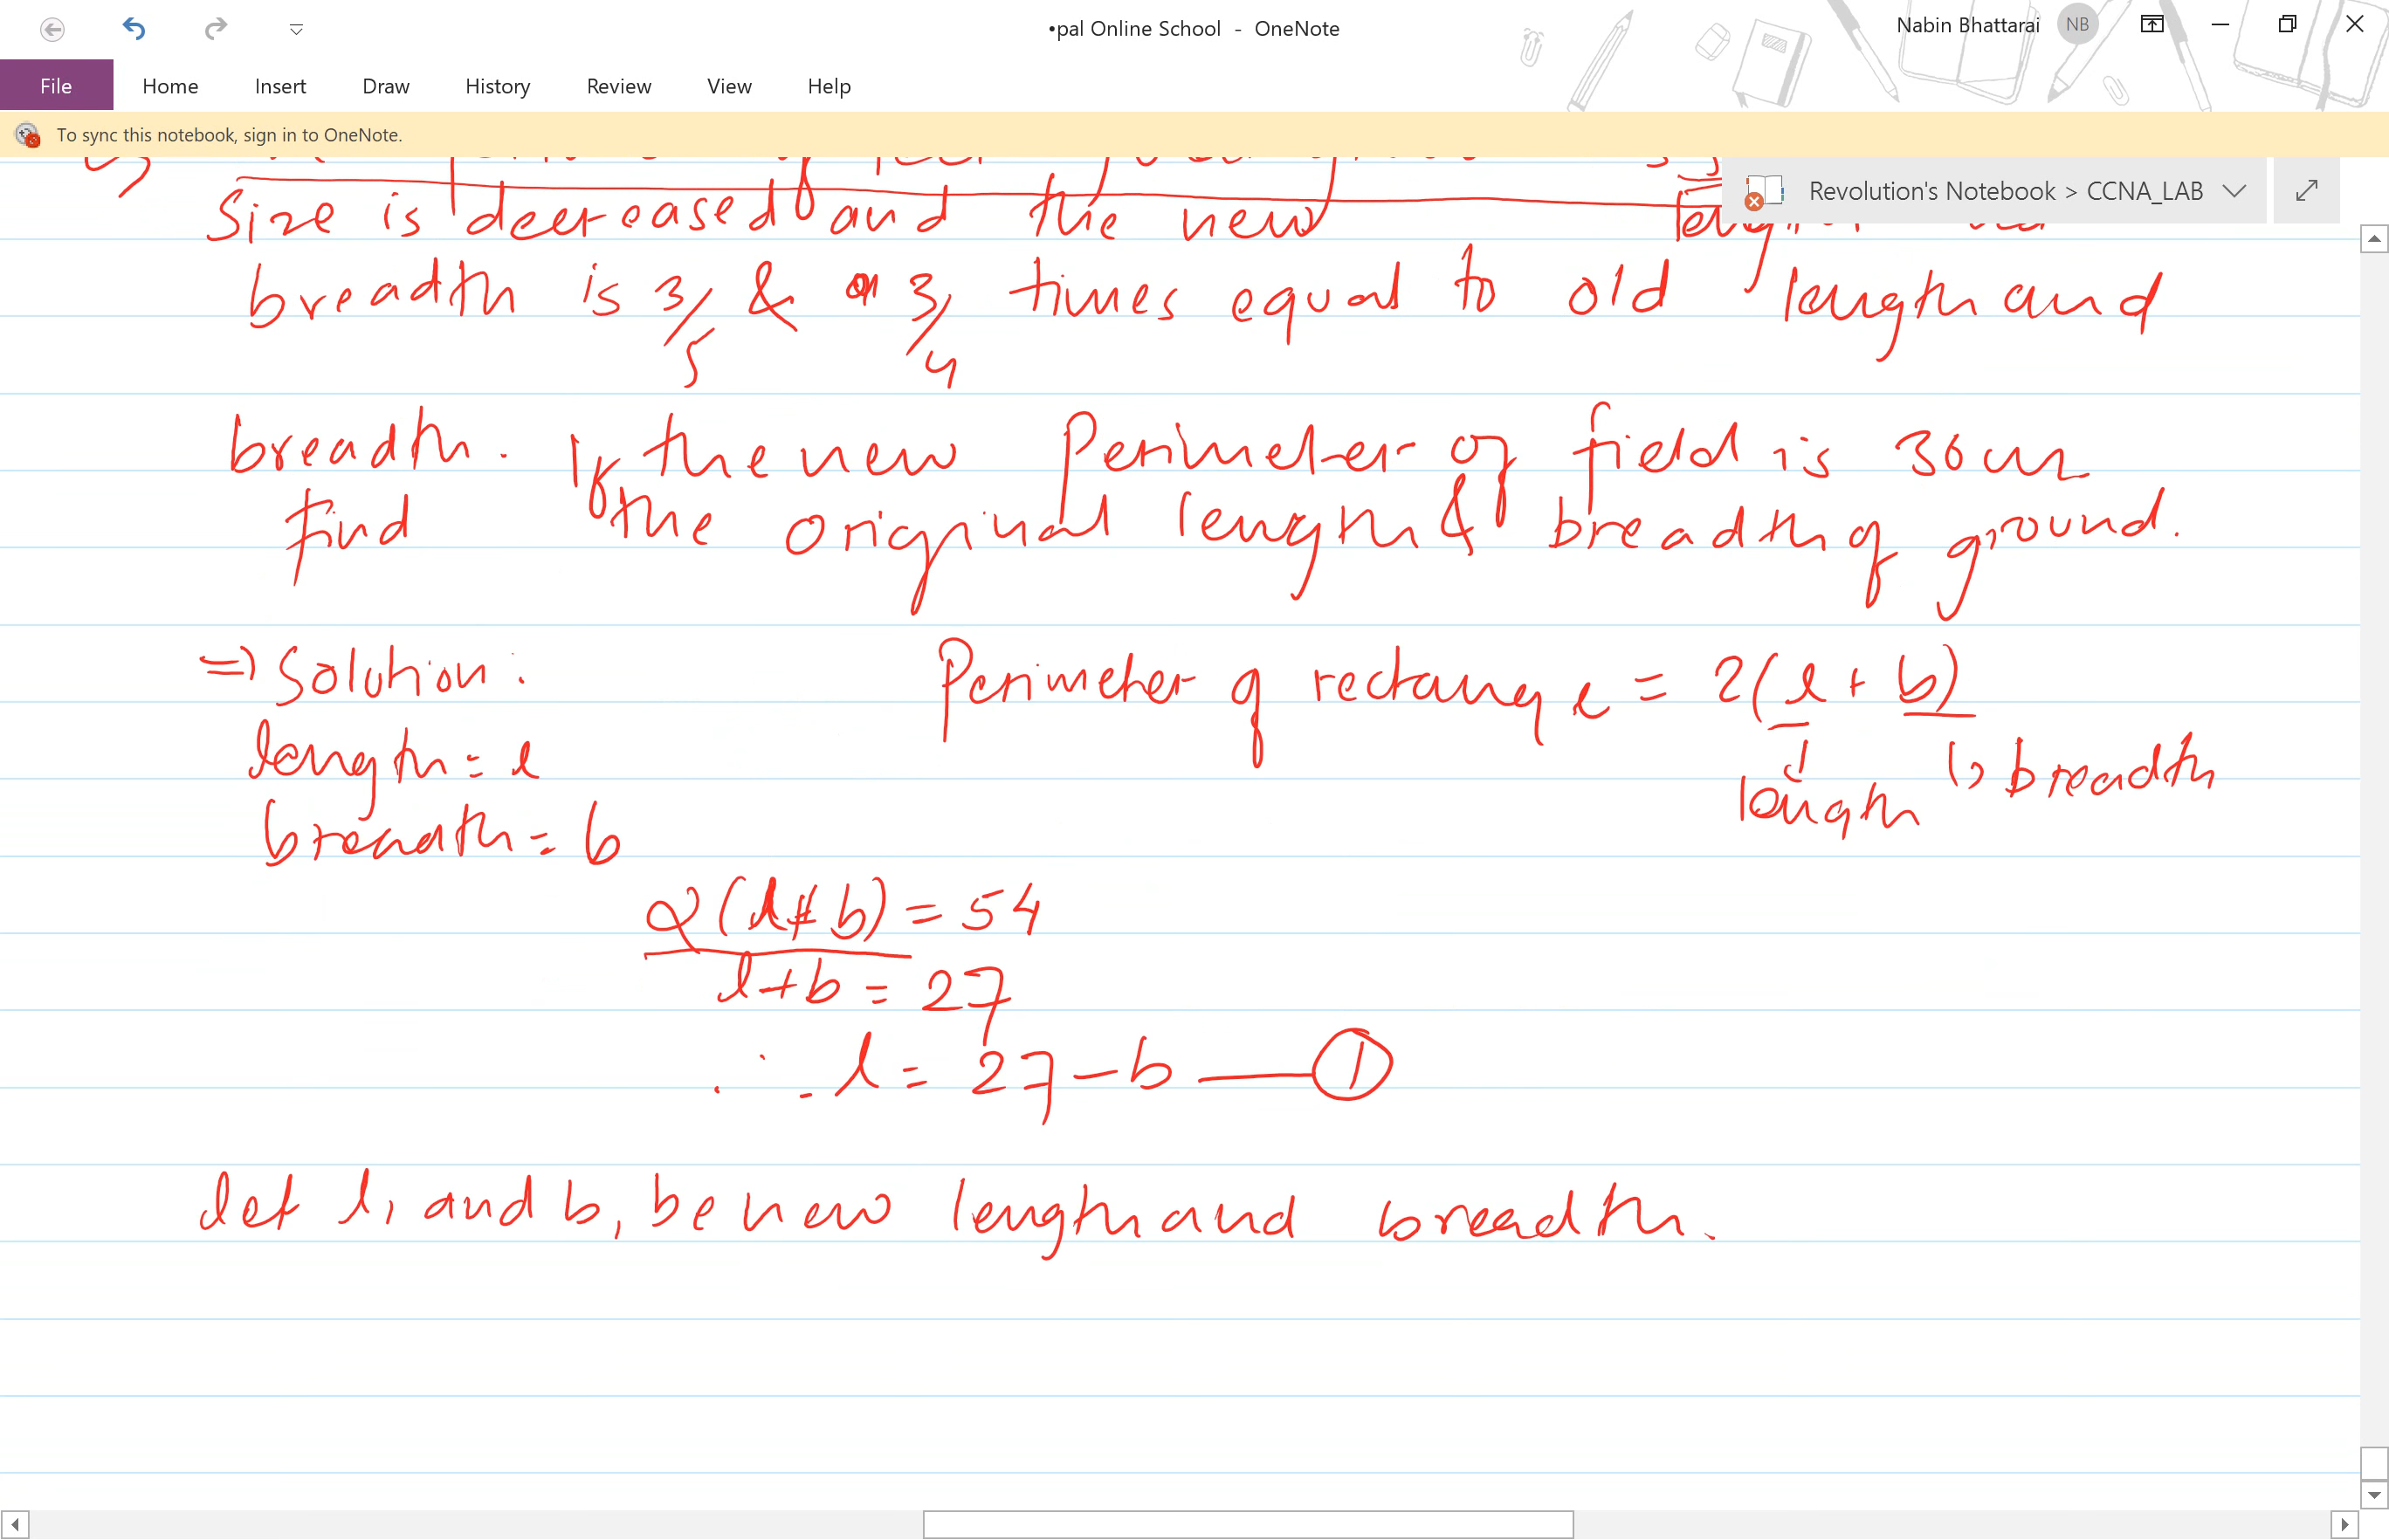 •pal Online School - OneNote
Nabin Bhattarai NB
File Home Insert Draw History Review View Help
To sync this notebook, sign in to OneNote.
Revolution's Notebook > CCNA_LAB
Size is decreased and the new
breadth is 3/5 & 3/4 times equal to old length and
breadth. If the new Perimeter of field is 36cm
find the original length & breadth of ground.
=> Solution :
Perimeter of rectangle = 2(l + b)
length = l
length
breadth
breadth = b
2(l+b) = 54
l+b = 27
∴ l = 27-b — 1
let l1 and b1 be new length and breadth.